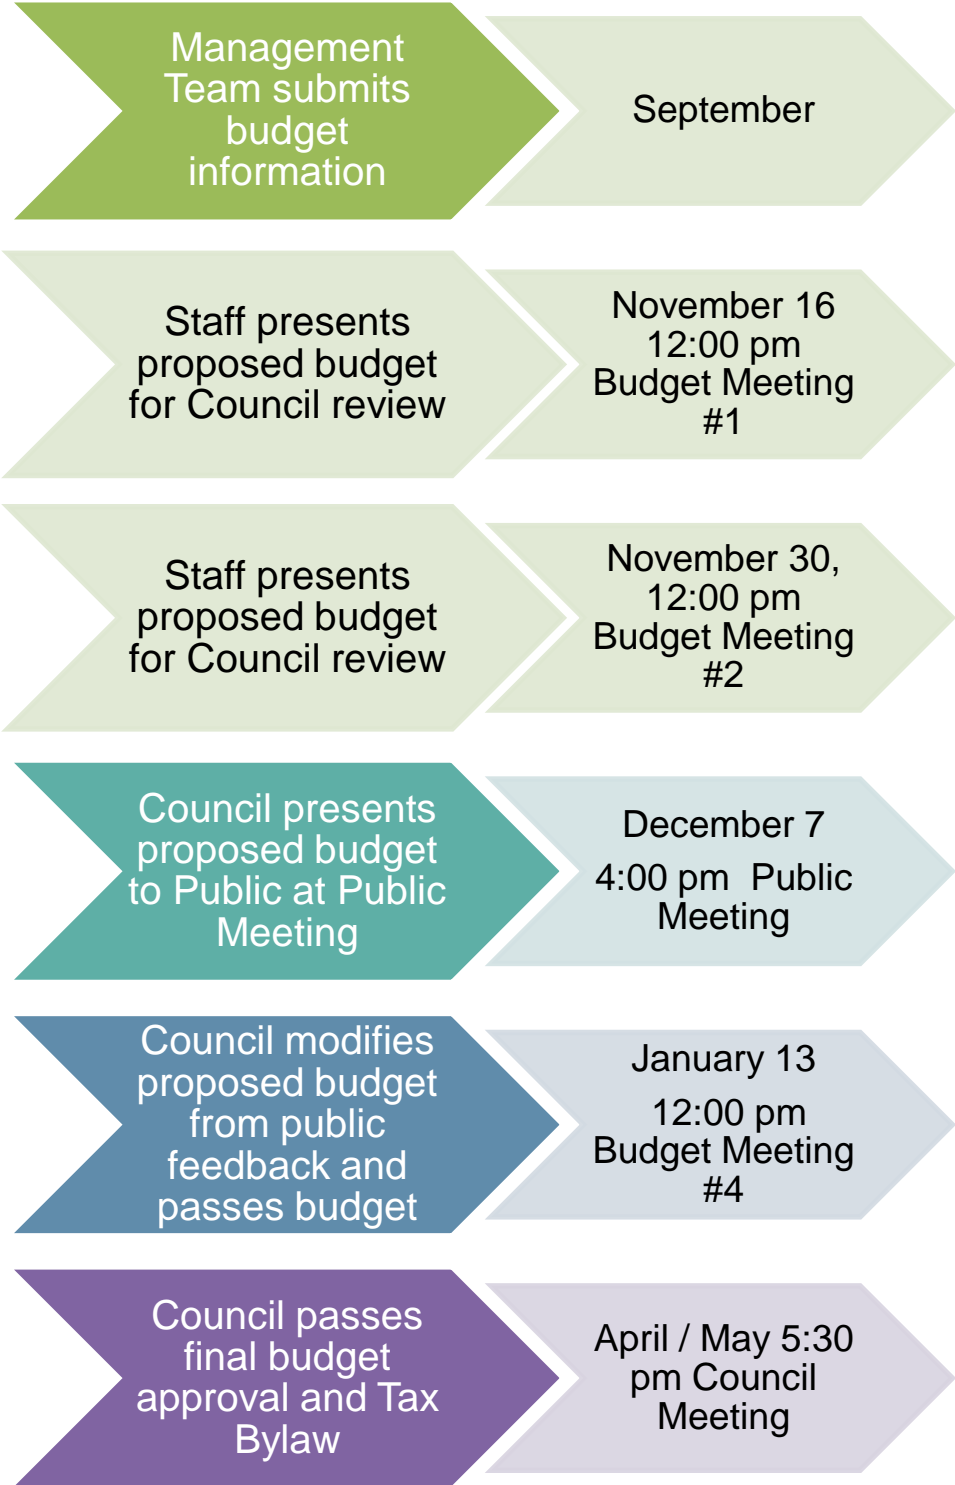 Management
Team submits
budget
information
September
Staff presents
proposed budget
for Council review
November 16
12:00 pm
Budget Meeting
#1
Staff presents
proposed budget
for Council review
November 30,
12:00 pm
Budget Meeting
#2
Council presents
proposed budget
to Public at Public
Meeting
December 7
4:00 pm  Public
Meeting
Council modifies
proposed budget
from public
feedback and
passes budget
January 13
12:00 pm
Budget Meeting
#4
Council passes
final budget
approval and Tax
Bylaw
April / May 5:30
pm Council
Meeting